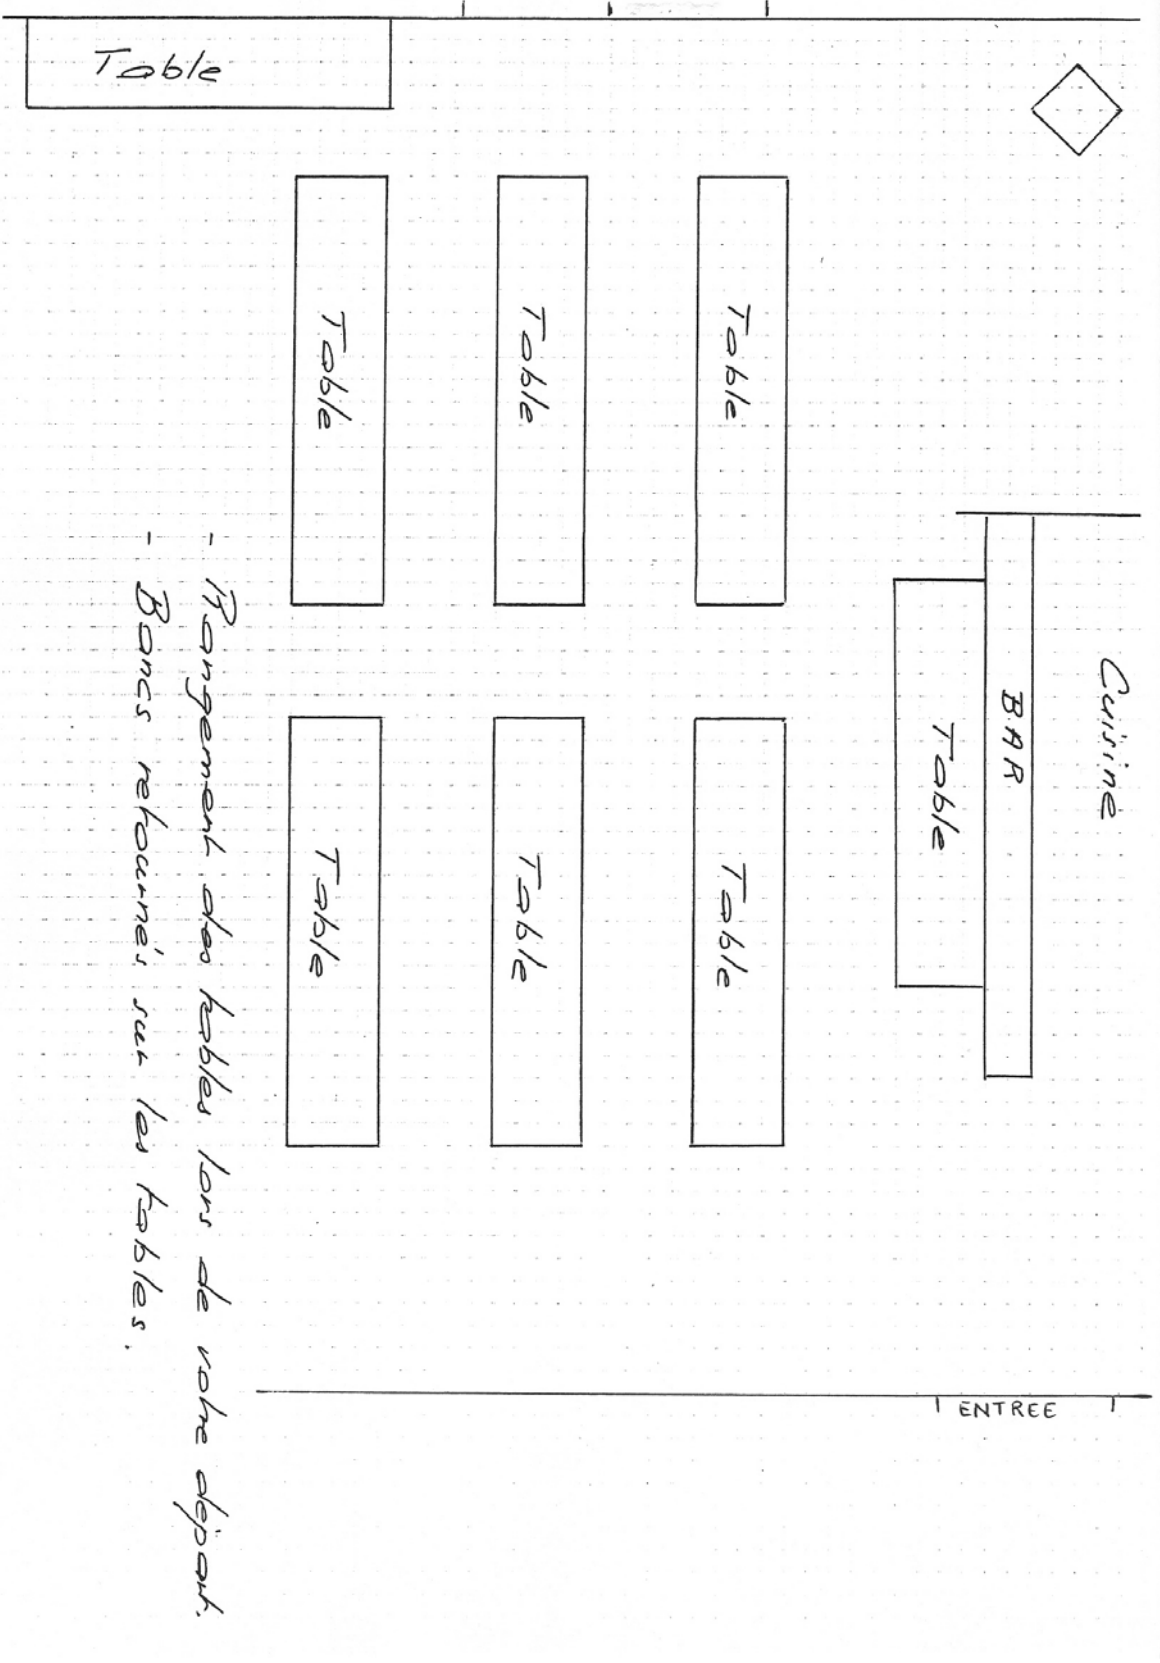 Table
Table
Table
Table
Cuisine
BAR
Table
Table
Table
Table
ENTREE
- Rangement des tables lors de votre départ.
- Bancs retournés sur les tables.